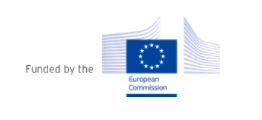 Funded by the
European
Commission